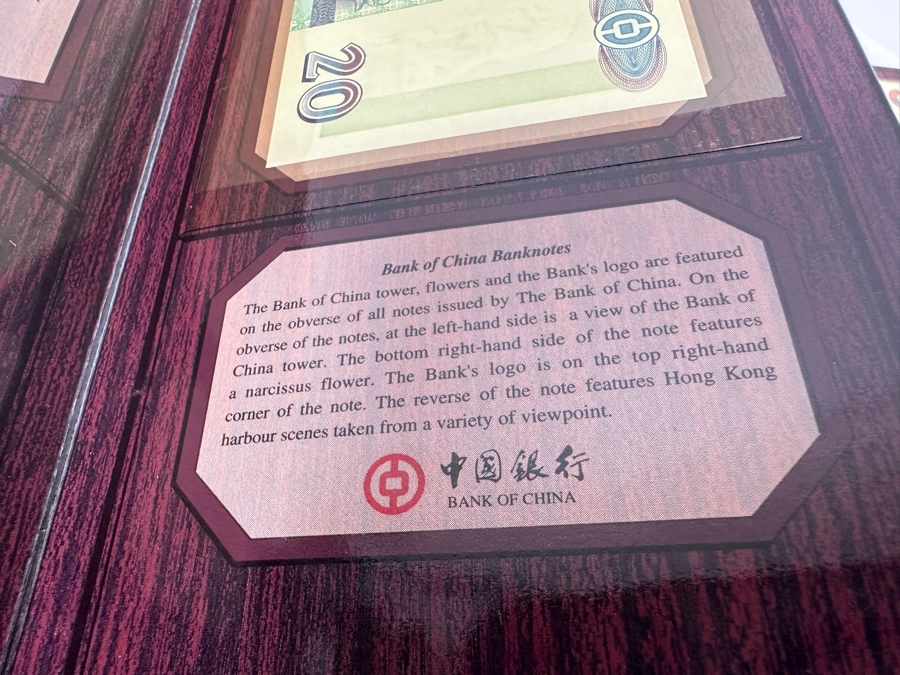 20
Bank of China Banknotes
The Bank of China tower, flowers and the Bank's logo are featured
on the obverse of all notes issued by The Bank of China. On the
obverse of the notes, at the left-hand side is a view of the Bank of
China tower. The bottom right-hand side of the note features
a narcissus flower. The Bank's logo is on the top right-hand
corner of the note. The reverse of the note features Hong Kong
harbour scenes taken from a variety of viewpoint.
中國銀行
BANK OF CHINA